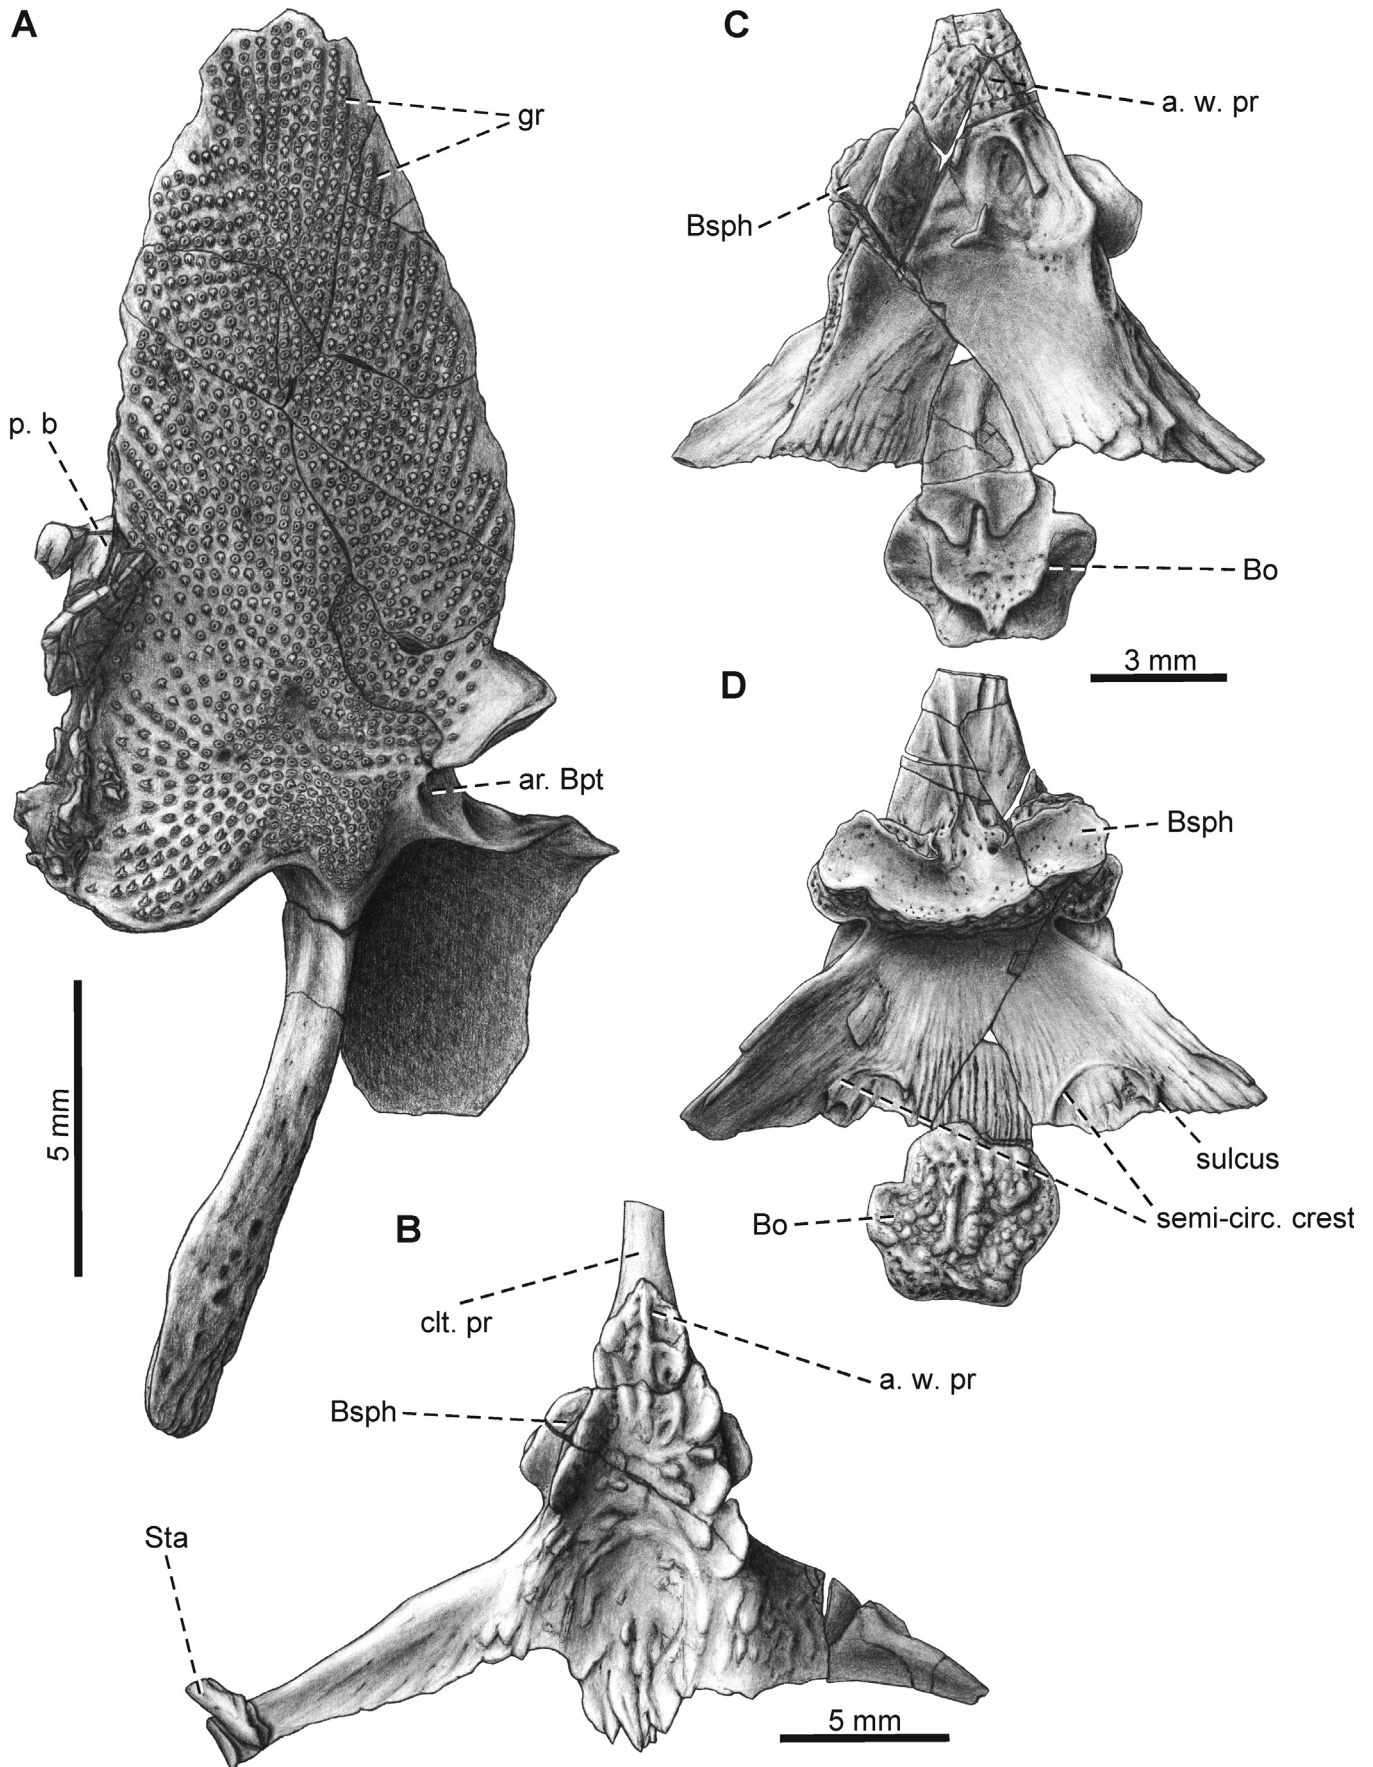 A
gr
p. b
ar. Bpt
5 mm
C
a. w. pr
Bsph
Bo
3 mm
D
Bsph
sulcus
semi-circ. crest
Bo
B
clt. pr
a. w. pr
Bsph
Sta
5 mm